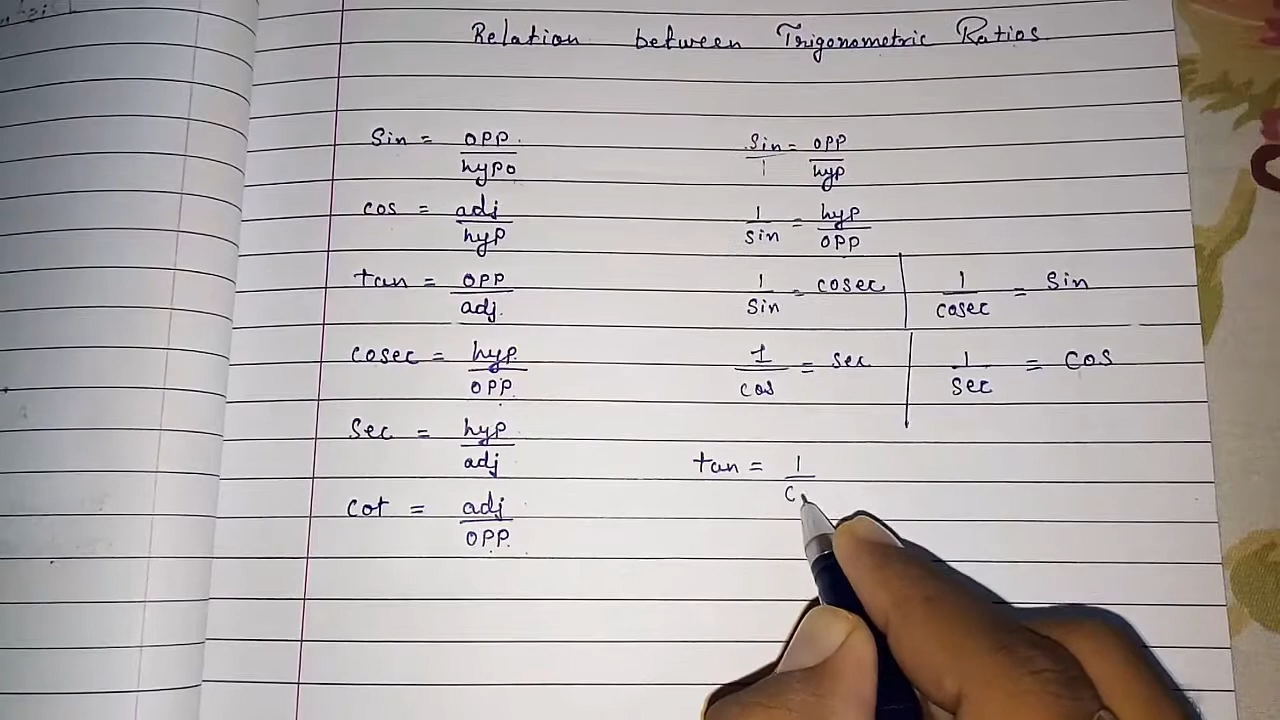 Relation between Trigonometric Ratios
Sin = opp. / hypo
cos = adj / hyp
tan = opp / adj.
cosec = hyp. / opp.
Sec = hyp / adj
cot = adj / opp.
Sin / 1 = opp / hyp
1 / sin = hyp / opp
1 / Sin = cosec | 1 / cosec = Sin
1 / cos = sec | 1 / sec = cos
tan = 1 / c